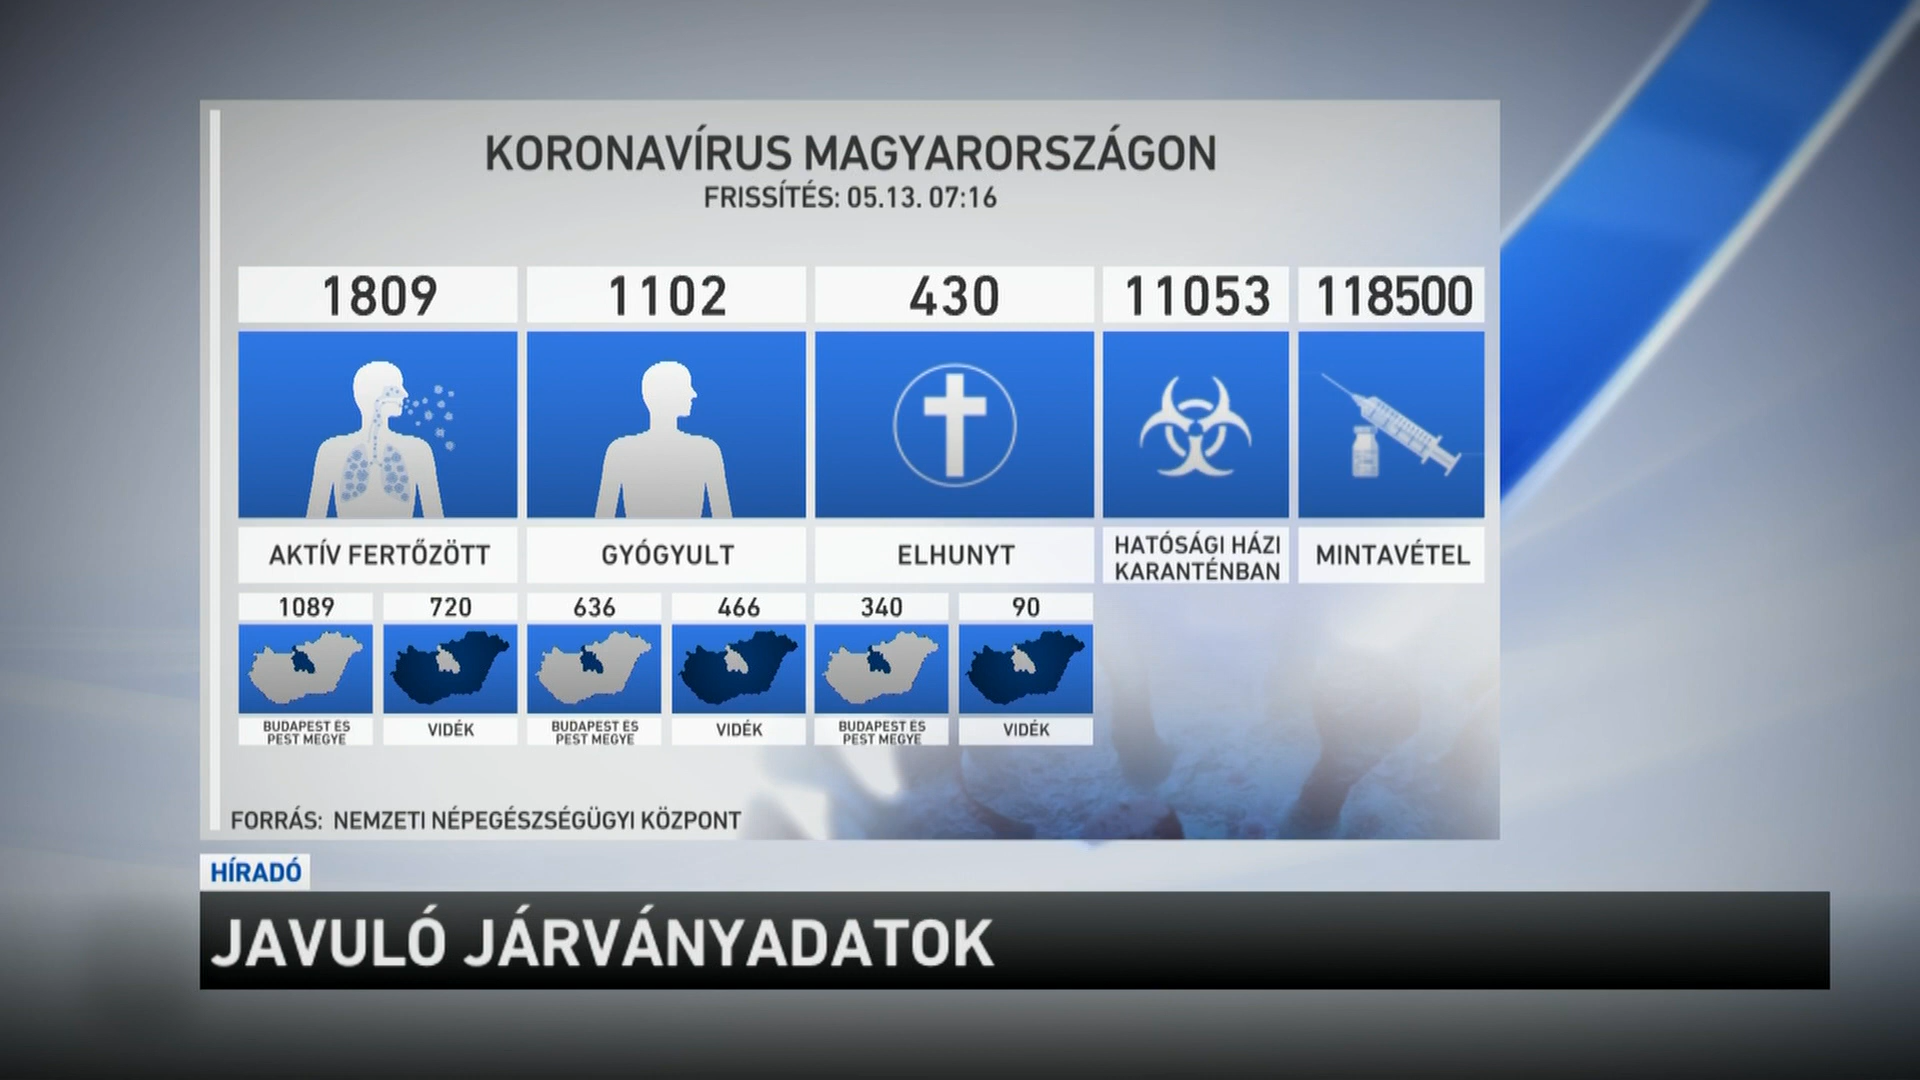 KORONAVÍRUS MAGYARORSZÁGON
FRISSÍTÉS: 05.13. 07:16
1809
1102
430
11053
118500
AKTÍV FERTŐZÖTT
GYÓGYULT
ELHUNYT
HATÓSÁGI HÁZI
KARANTÉNBAN
MINTAVÉTEL
1089
720
636
466
340
90
BUDAPEST ÉS
PEST MEGYE
VIDÉK
BUDAPEST ÉS
PEST MEGYE
VIDÉK
BUDAPEST ÉS
PEST MEGYE
VIDÉK
FORRÁS: NEMZETI NÉPEGÉSZSÉGÜGYI KÖZPONT
HÍRADÓ
JAVULÓ JÁRVÁNYADATOK